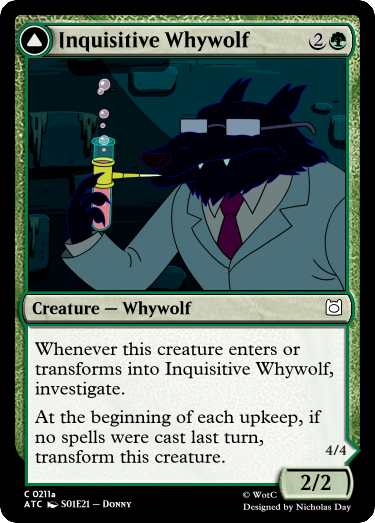 Inquisitive Whywolf 2
Creature — Whywolf
Whenever this creature enters or
transforms into Inquisitive Whywolf,
investigate.
At the beginning of each upkeep, if
no spells were cast last turn,
transform this creature.
4/4
2/2
C 0211a
ATC S01E21 – Donny
© WotC
Designed by Nicholas Day